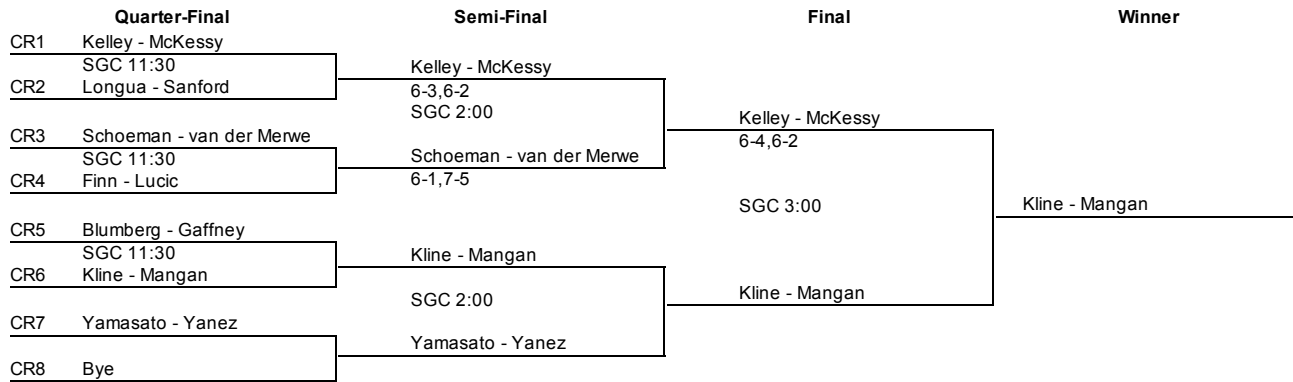 Quarter-Final Semi-Final Final Winner
CR1 Kelley - McKessy
SGC 11:30 Kelley - McKessy
CR2 Longua - Sanford 6-3,6-2
SGC 2:00 Kelley - McKessy
CR3 Schoeman - van der Merwe 6-4,6-2
SGC 11:30 Schoeman - van der Merwe
CR4 Finn - Lucic 6-1,7-5
SGC 3:00 Kline - Mangan
CR5 Blumberg - Gaffney
SGC 11:30 Kline - Mangan
CR6 Kline - Mangan
SGC 2:00 Kline - Mangan
CR7 Yamasato - Yanez
Yamasato - Yanez
CR8 Bye